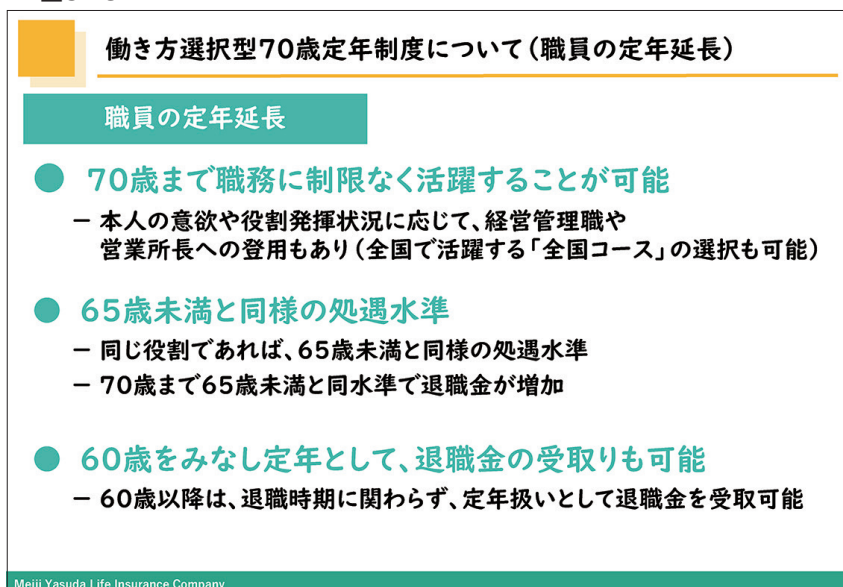 働き方選択型70歳定年制度について（職員の定年延長）
職員の定年延長
● 70歳まで職務に制限なく活躍することが可能
– 本人の意欲や役割発揮状況に応じて、経営管理職や
営業所長への登用もあり（全国で活躍する「全国コース」の選択も可能）
● 65歳未満と同様の処遇水準
– 同じ役割であれば、65歳未満と同様の処遇水準
– 70歳まで65歳未満と同水準で退職金が増加
● 60歳をみなし定年として、退職金の受取りも可能
– 60歳以降は、退職時期に関わらず、定年扱いとして退職金を受取可能
Meiji Yasuda Life Insurance Company